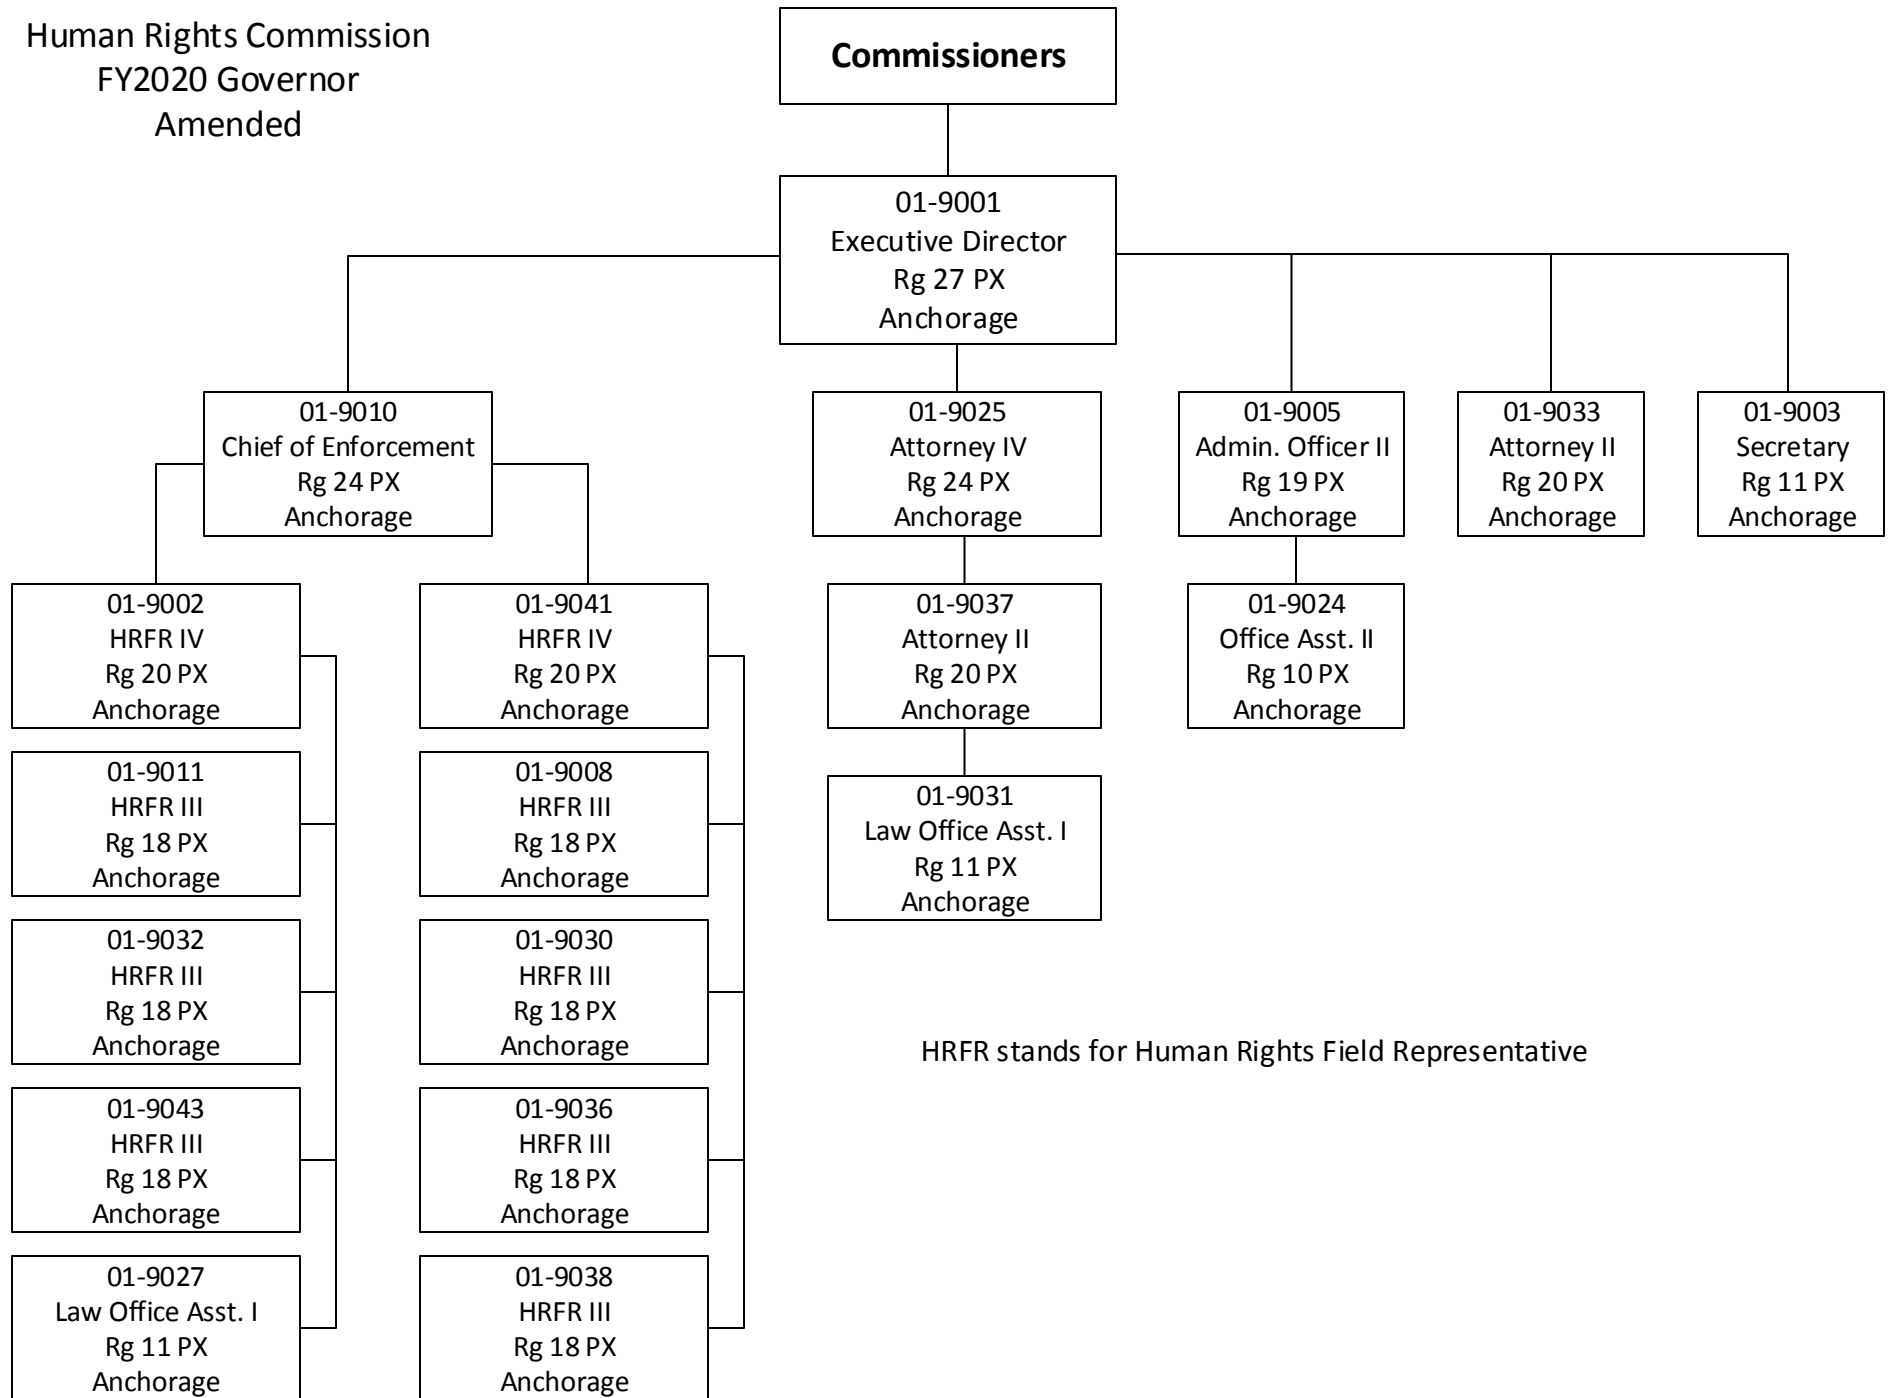 Human Rights Commission
FY2020 Governor
Amended
Commissioners
01-9001
Executive Director
Rg 27 PX
Anchorage
01-9010
Chief of Enforcement
Rg 24 PX
Anchorage
01-9025
Attorney IV
Rg 24 PX
Anchorage
01-9005
Admin. Officer II
Rg 19 PX
Anchorage
01-9033
Attorney II
Rg 20 PX
Anchorage
01-9003
Secretary
Rg 11 PX
Anchorage
01-9002
HRFR IV
Rg 20 PX
Anchorage
01-9041
HRFR IV
Rg 20 PX
Anchorage
01-9037
Attorney II
Rg 20 PX
Anchorage
01-9024
Office Asst. II
Rg 10 PX
Anchorage
01-9011
HRFR III
Rg 18 PX
Anchorage
01-9008
HRFR III
Rg 18 PX
Anchorage
01-9031
Law Office Asst. I
Rg 11 PX
Anchorage
01-9032
HRFR III
Rg 18 PX
Anchorage
01-9030
HRFR III
Rg 18 PX
Anchorage
HRFR stands for Human Rights Field Representative
01-9043
HRFR III
Rg 18 PX
Anchorage
01-9036
HRFR III
Rg 18 PX
Anchorage
01-9027
Law Office Asst. I
Rg 11 PX
Anchorage
01-9038
HRFR III
Rg 18 PX
Anchorage